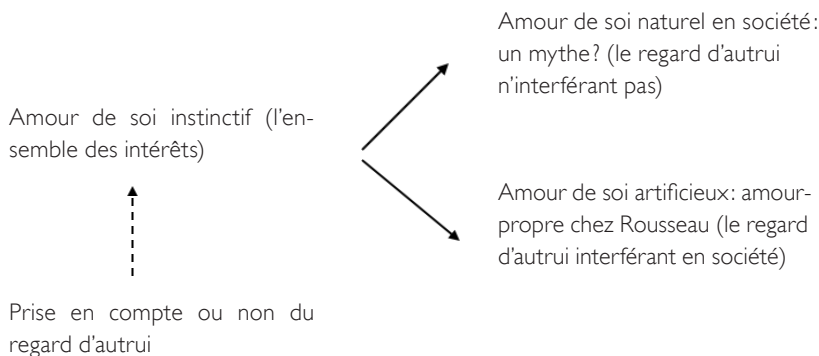 Amour de soi naturel en société:
un mythe? (le regard d'autrui
n'interférant pas)
Amour de soi instinctif (l'en-
semble des intérêts)
Amour de soi artificieux: amour-
propre chez Rousseau (le regard
d'autrui interférant en société)
Prise en compte ou non du
regard d'autrui